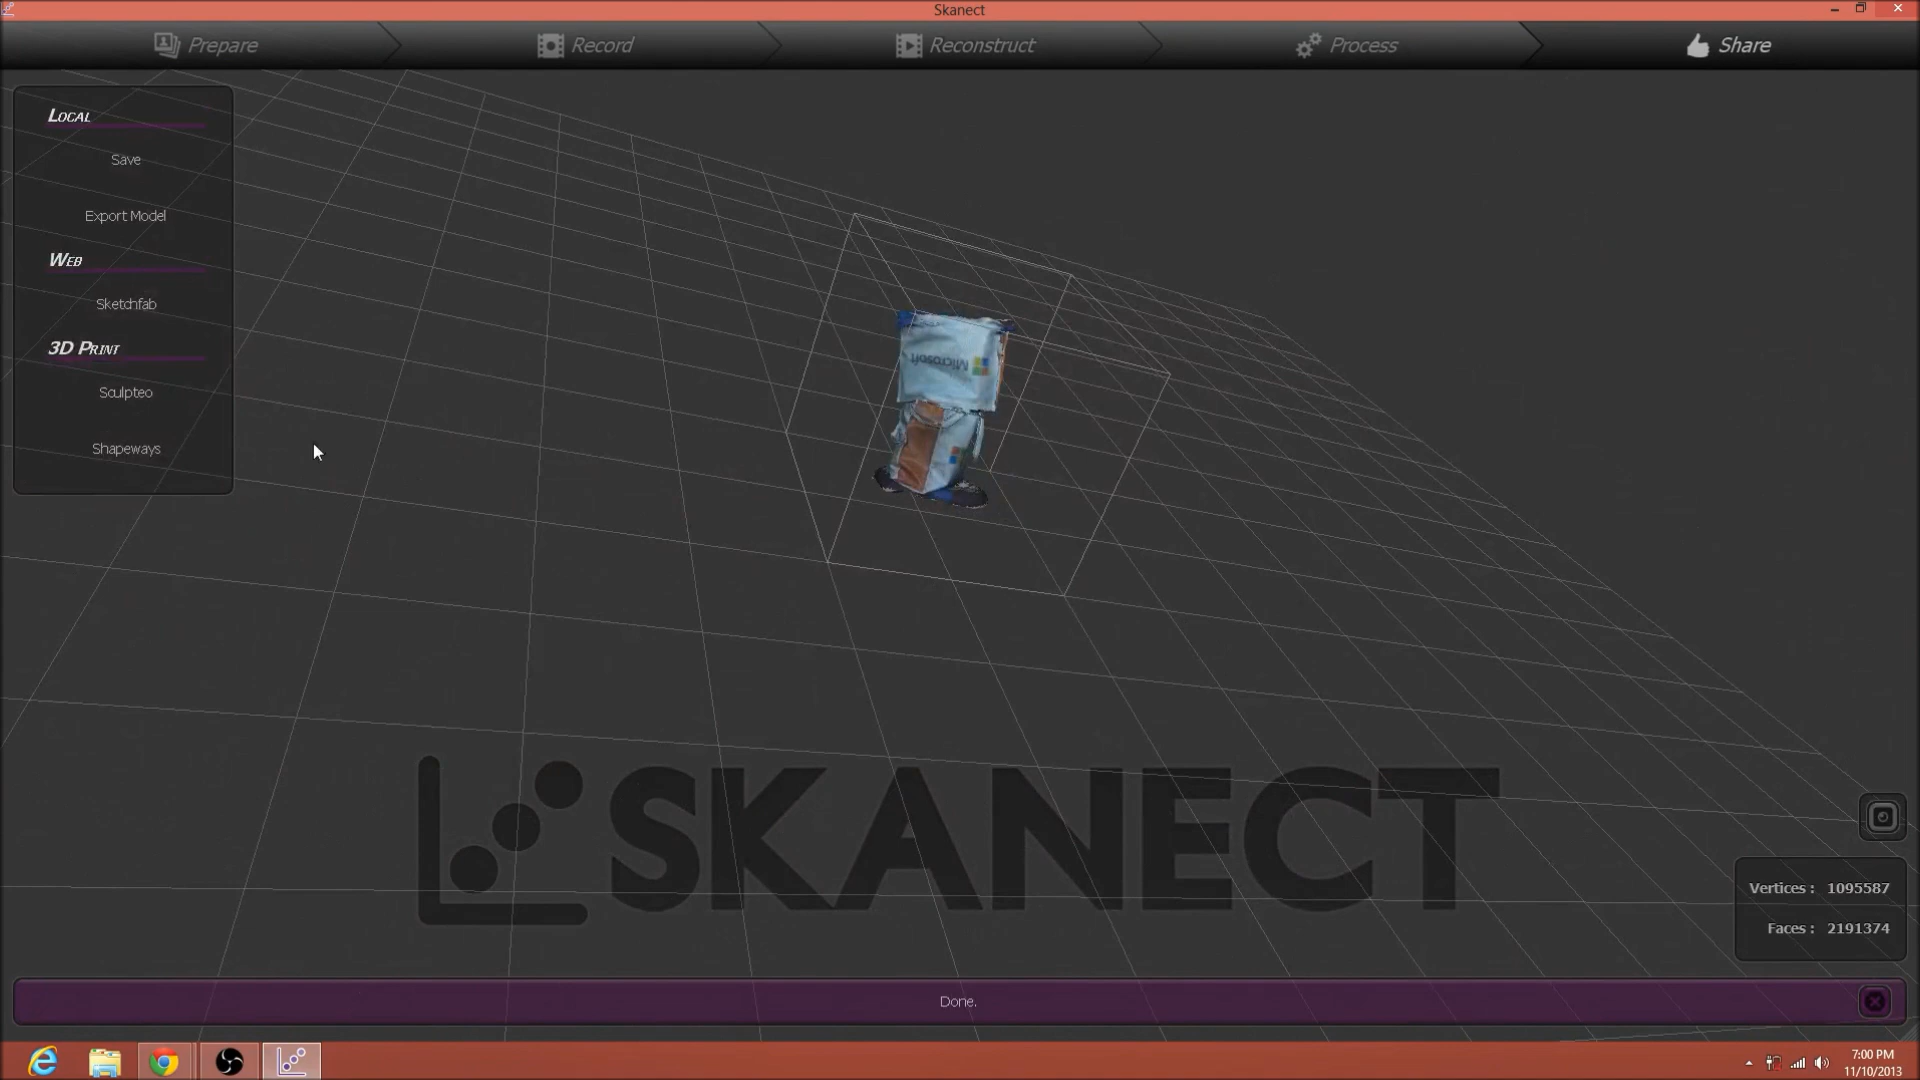 Skanect
Prepare
Record
Reconstruct
Process
Share
LOCAL
Save
Export Model
WEB
Sketchfab
3D PRINT
Sculpteo
Shapeways
Microsoft
SKANECT
Vertices : 1095587
Faces : 2191374
Done.
7:00 PM
11/10/2013